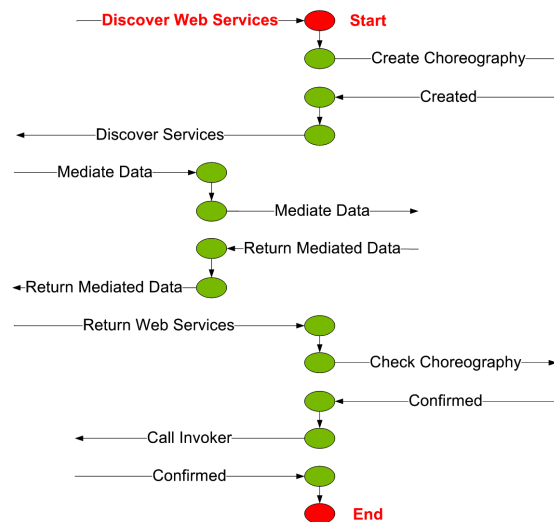 Discover Web Services Start
Create Choreography
Created
Discover Services
Mediate Data
Mediate Data
Return Mediated Data
Return Mediated Data
Return Web Services
Check Choreography
Confirmed
Call Invoker
Confirmed
End